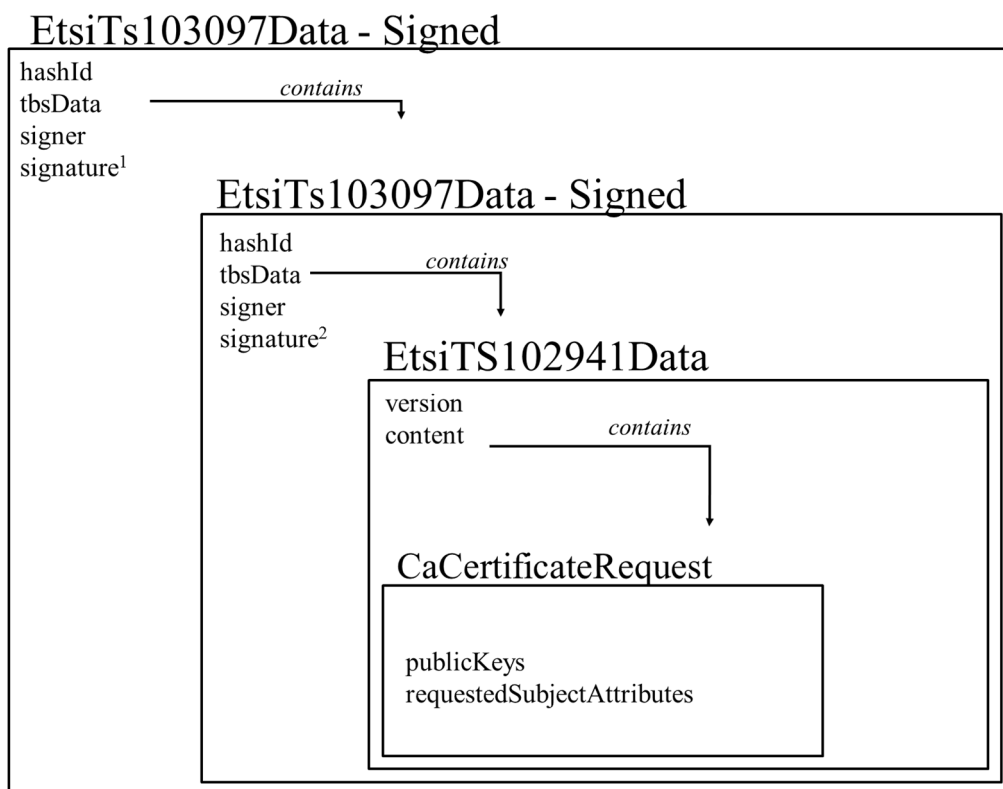 EtsiTs103097Data - Signed
hashId
tbsData
contains
signer
signature¹
EtsiTs103097Data - Signed
hashId
tbsData
contains
signer
signature²
EtsiTS102941Data
version
content
contains
CaCertificateRequest
publicKeys
requestedSubjectAttributes